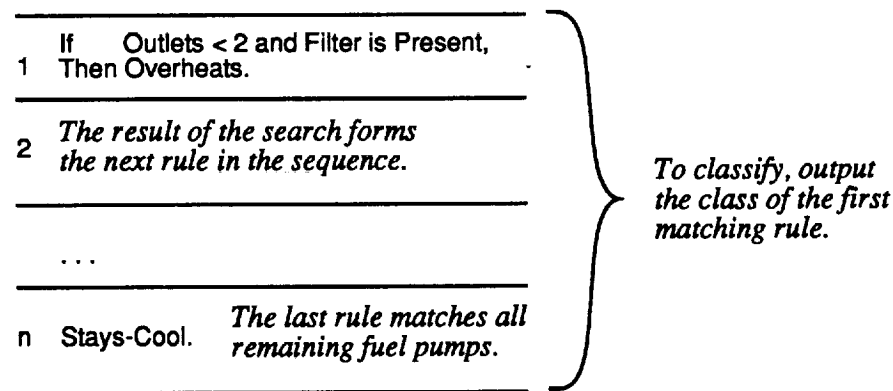 If Outlets < 2 and Filter is Present,
1 Then Overheats.
2 The result of the search forms
the next rule in the sequence.
. . .
n Stays-Cool. The last rule matches all
remaining fuel pumps.
To classify, output
the class of the first
matching rule.